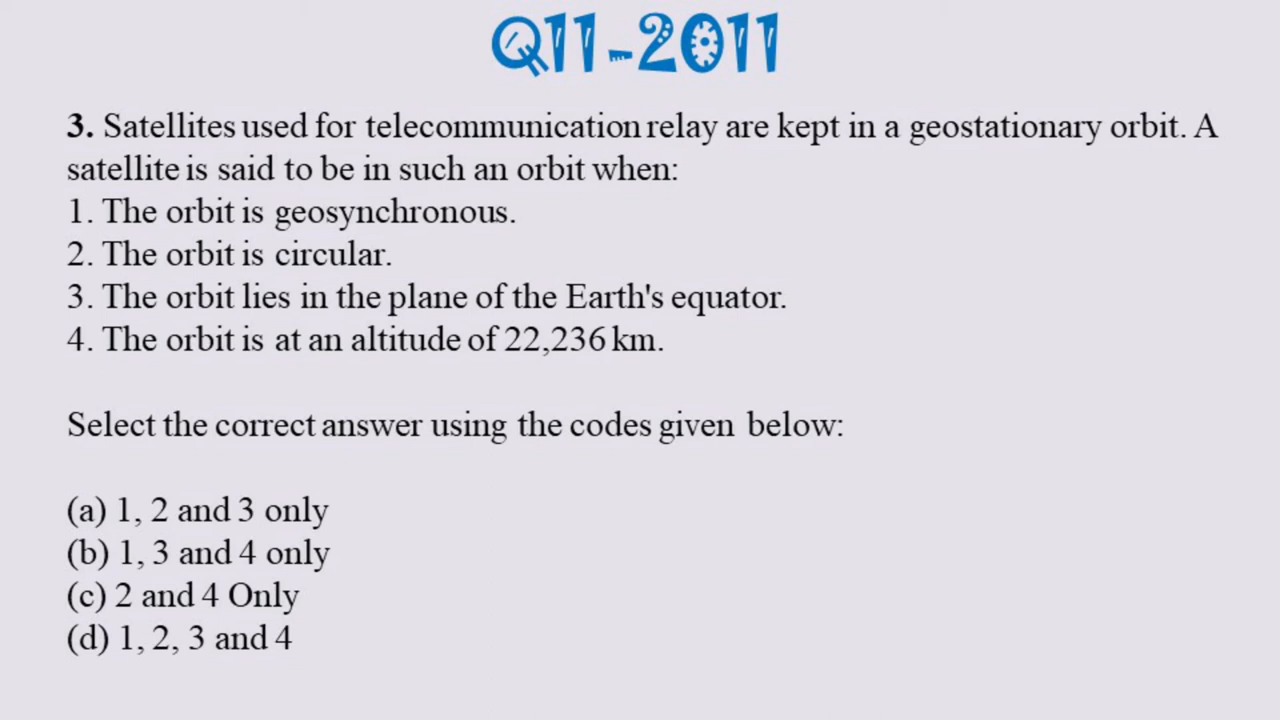 Q11-2011
3. Satellites used for telecommunication relay are kept in a geostationary orbit. A
satellite is said to be in such an orbit when:
1. The orbit is geosynchronous.
2. The orbit is circular.
3. The orbit lies in the plane of the Earth's equator.
4. The orbit is at an altitude of 22,236 km.
Select the correct answer using the codes given below:
(a) 1, 2 and 3 only
(b) 1, 3 and 4 only
(c) 2 and 4 Only
(d) 1, 2, 3 and 4